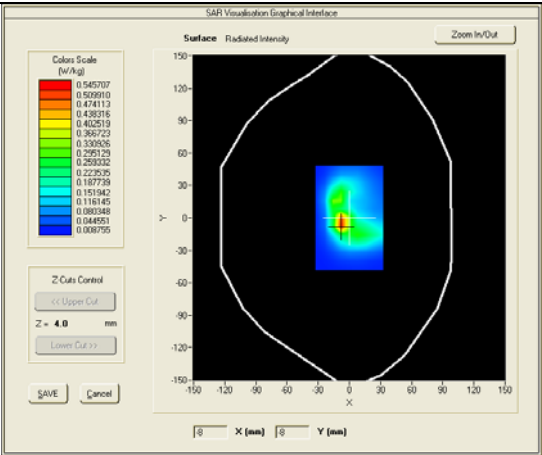 SAR Visualisation Graphical Interface
Surface Radiated Intensity
Zoom In/Out
Colors Scale
(W/kg)
0.545707
0.509910
0.474113
0.438316
0.402519
0.366723
0.330926
0.295129
0.259332
0.223535
0.187739
0.151942
0.116145
0.080348
0.044551
0.008755
Z-Cuts Control
<< Upper Cut
Z = 4.0 mm
Lower Cut >>
SAVE Cancel
150
120
90
60
30
0
-30
-60
-90
-120
-150
Y
-150 -120 -90 -60 -30 0 30 60 90 120 150
X
-8 X (mm) -8 Y (mm)